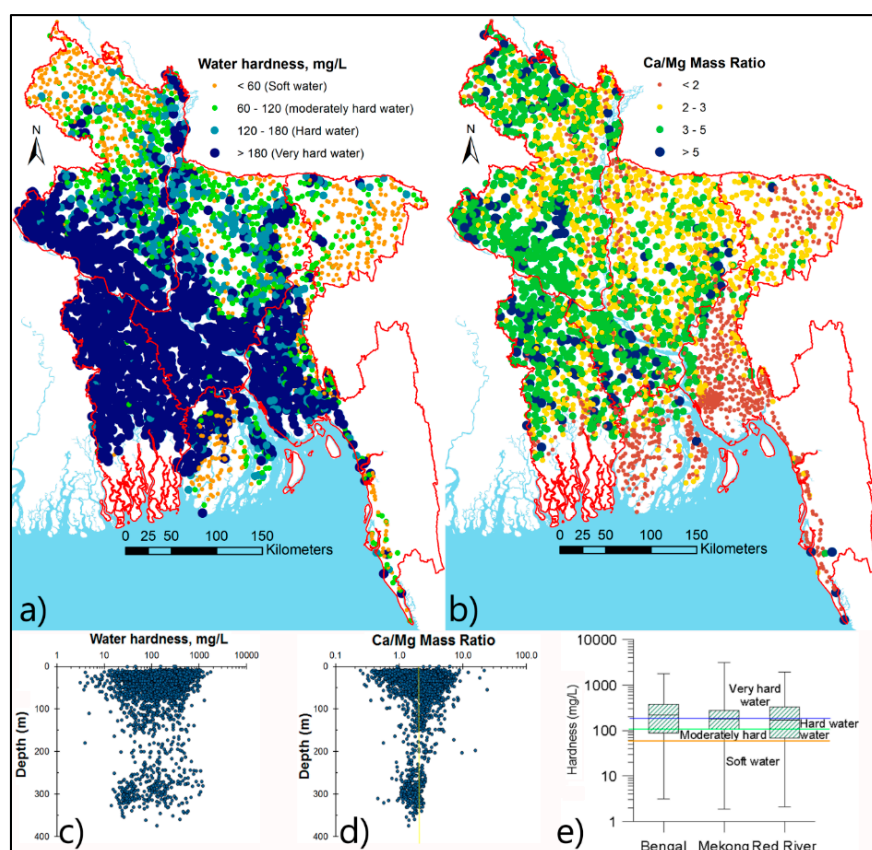 Water hardness, mg/L
< 60 (Soft water)
60 - 120 (moderately hard water)
120 - 180 (Hard water)
> 180 (Very hard water)
N
0 25 50 100 150
Kilometers
a)
Ca/Mg Mass Ratio
< 2
2 - 3
3 - 5
> 5
N
0 25 50 100 150
Kilometers
b)
Water hardness, mg/L
1 10 100 1000 10000
0
100
200
300
400
Depth (m)
c)
Ca/Mg Mass Ratio
0.1 1.0 10.0 100.0
0
100
200
300
400
Depth (m)
d)
10000
1000
100
10
1
Hardness (mg/L)
Very hard
water
Hard water
Moderately hard water
Soft water
Bengal Mekong Red River
e)